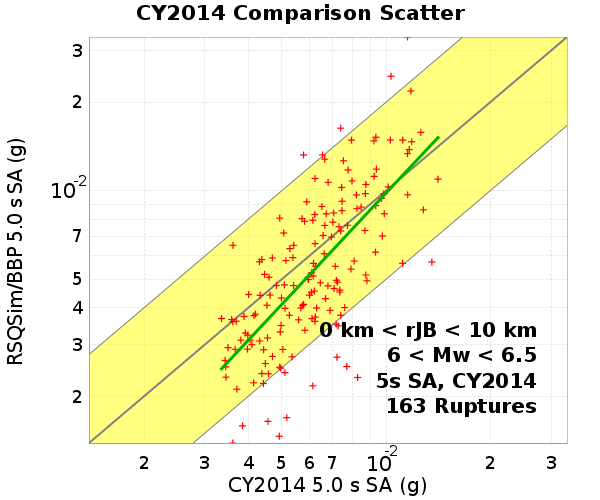 CY2014 Comparison Scatter
RSQSim/BBP 5.0 s SA (g)
3
2
10-2
7
5
4
3
2
0 km < rJB < 10 km
6 < Mw < 6.5
5s SA, CY2014
163 Ruptures
2 3 4 5 6 7 10-2 2 3
CY2014 5.0 s SA (g)